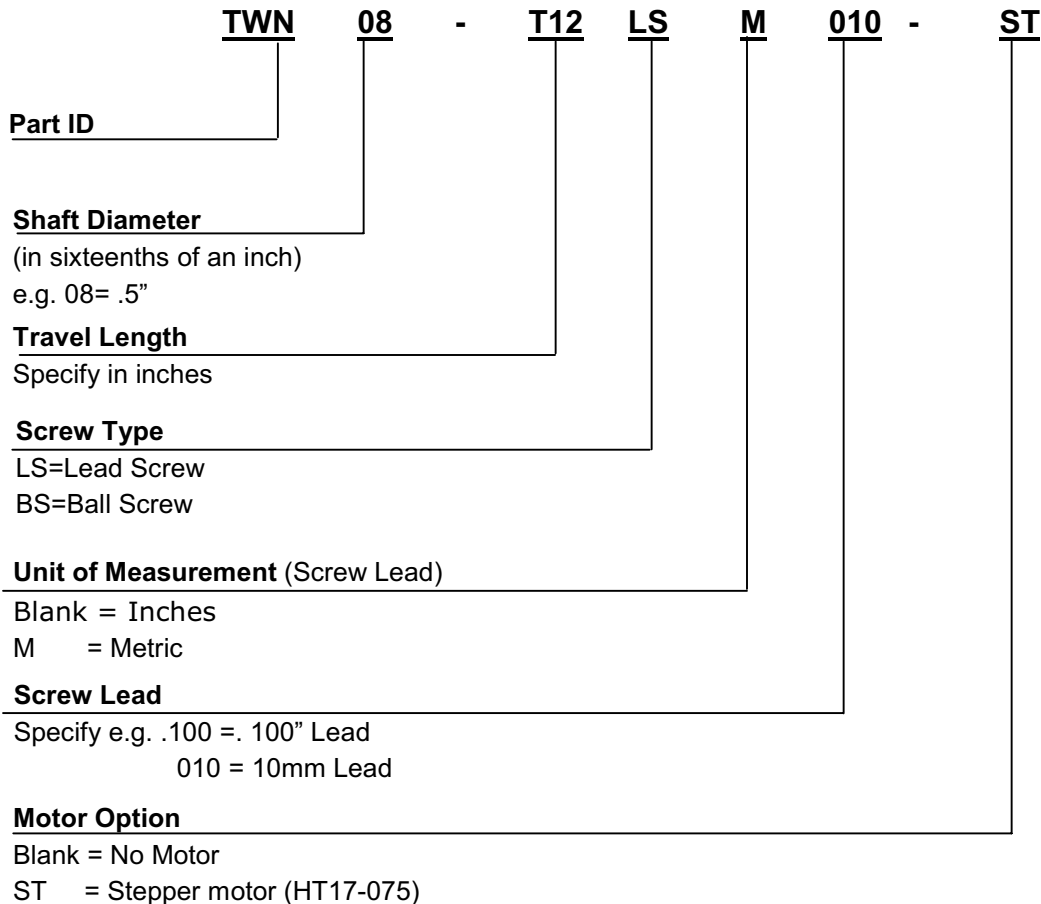 TWN 08 - T12 LS M 010 - ST
Part ID
Shaft Diameter
(in sixteenths of an inch)
e.g. 08= .5”
Travel Length
Specify in inches
Screw Type
LS=Lead Screw
BS=Ball Screw
Unit of Measurement (Screw Lead)
Blank = Inches
M = Metric
Screw Lead
Specify e.g. .100 =. 100” Lead
010 = 10mm Lead
Motor Option
Blank = No Motor
ST = Stepper motor (HT17-075)